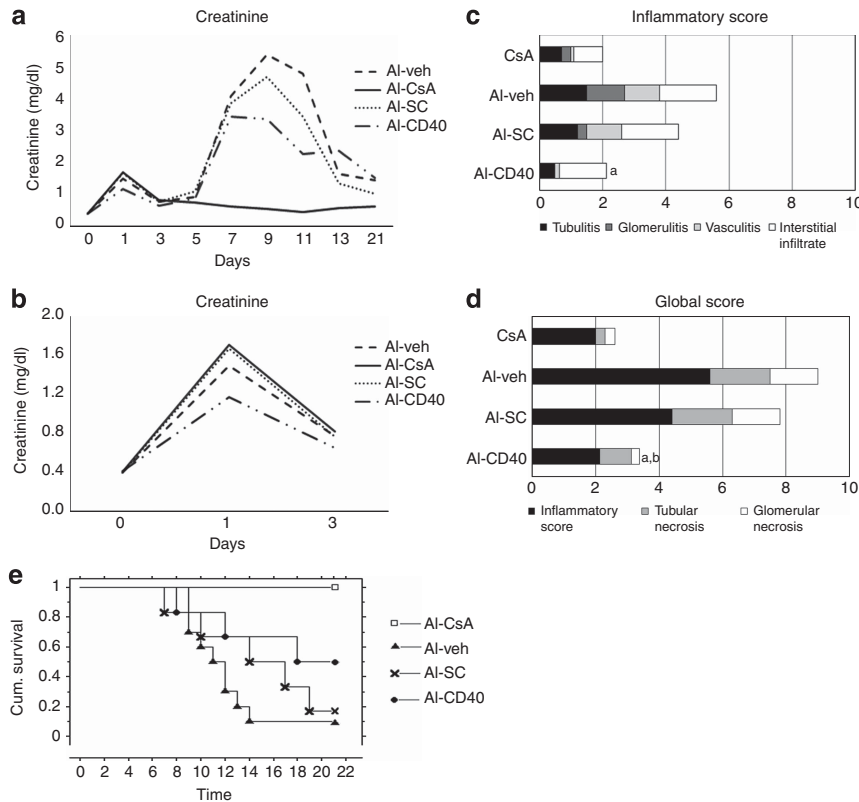 a
Creatinine
Creatinine (mg/dl)
6
5
4
3
2
1
0
0 1 3 5 7 9 11 13 21
Days
Al-veh
Al-CsA
Al-SC
Al-CD40
b
Creatinine
Creatinine (mg/dl)
2.0
1.6
1.2
0.8
0.4
0.0
0 1 3
Days
Al-veh
Al-CsA
Al-SC
Al-CD40
c
Inflammatory score
CsA
Al-veh
Al-SC
Al-CD40
a
0 2 4 6 8 10
Tubulitis Glomerulitis Vasculitis Interstitial
infiltrate
d
Global score
CsA
Al-veh
Al-SC
Al-CD40
a,b
0 2 4 6 8 10
Inflammatory Tubular Glomerular
score necrosis necrosis
e
Cum. survival
1
0.8
0.6
0.4
0.2
0
0 2 4 6 8 10 12 14 16 18 20 22
Time
Al-CsA
Al-veh
Al-SC
Al-CD40